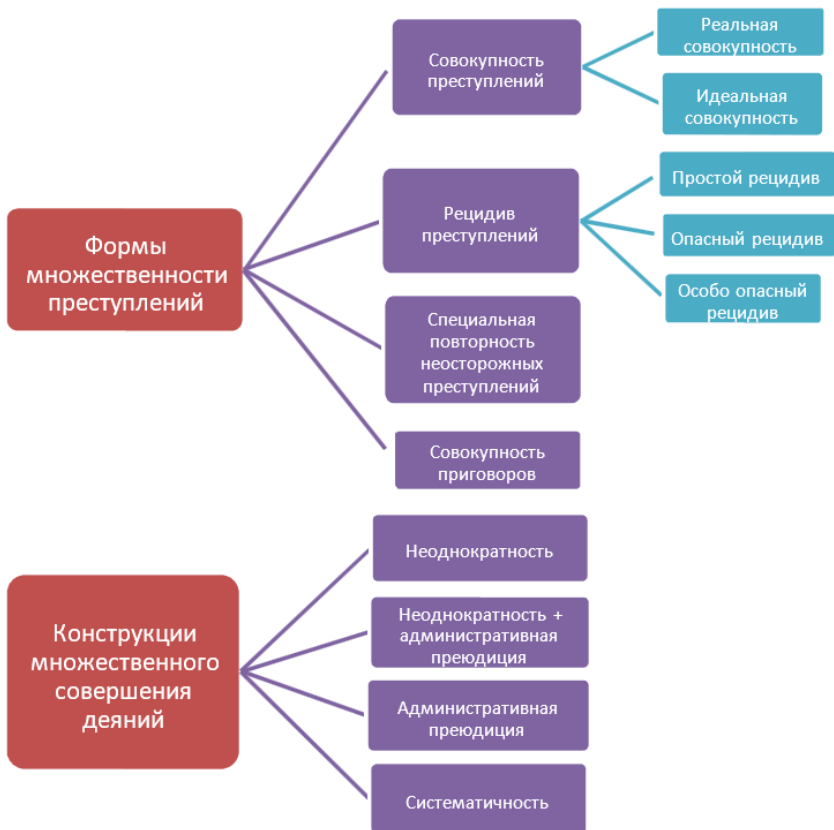 Формы
множественности
преступлений
Совокупность
преступлений
Реальная
совокупность
Идеальная
совокупность
Рецидив
преступлений
Простой рецидив
Опасный рецидив
Особо опасный
рецидив
Специальная
повторность
неосторожных
преступлений
Совокупность
приговоров
Конструкции
множественного
совершения
деяний
Неоднократность
Неоднократность +
административная
преюдиция
Административная
преюдиция
Систематичность